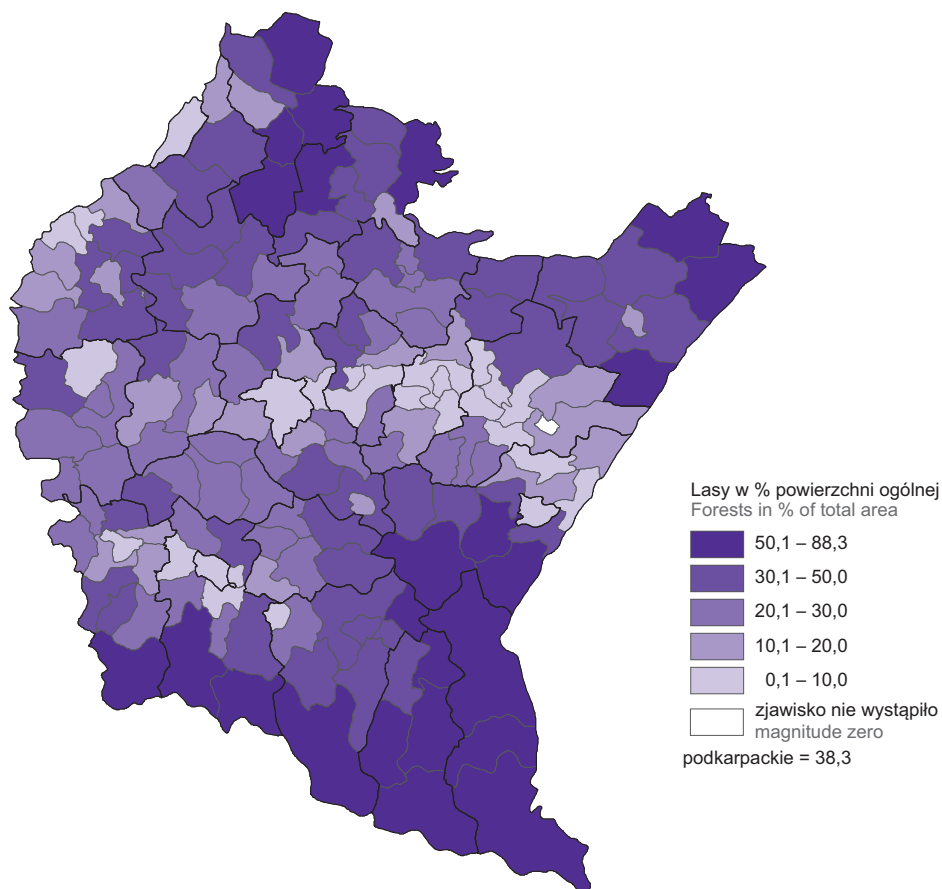 Lasy w % powierzchni ogólnej
Forests in % of total area
50,1 – 88,3
30,1 – 50,0
20,1 – 30,0
10,1 – 20,0
0,1 – 10,0
zjawisko nie wystąpiło
magnitude zero
podkarpackie = 38,3